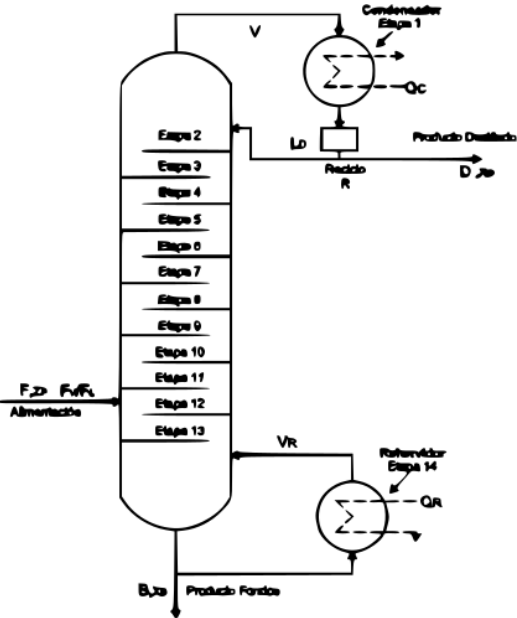 Condensador
Etapa 1
V
QC
LD
Producto Destilado
Reciclo
R
D
Etapa 2
Etapa 3
Etapa 4
Etapa 5
Etapa 6
Etapa 7
Etapa 8
Etapa 9
Etapa 10
Etapa 11
Etapa 12
Etapa 13
F,
Alimentación
VR
Rehervidor
Etapa 14
QR
Producto Fondos